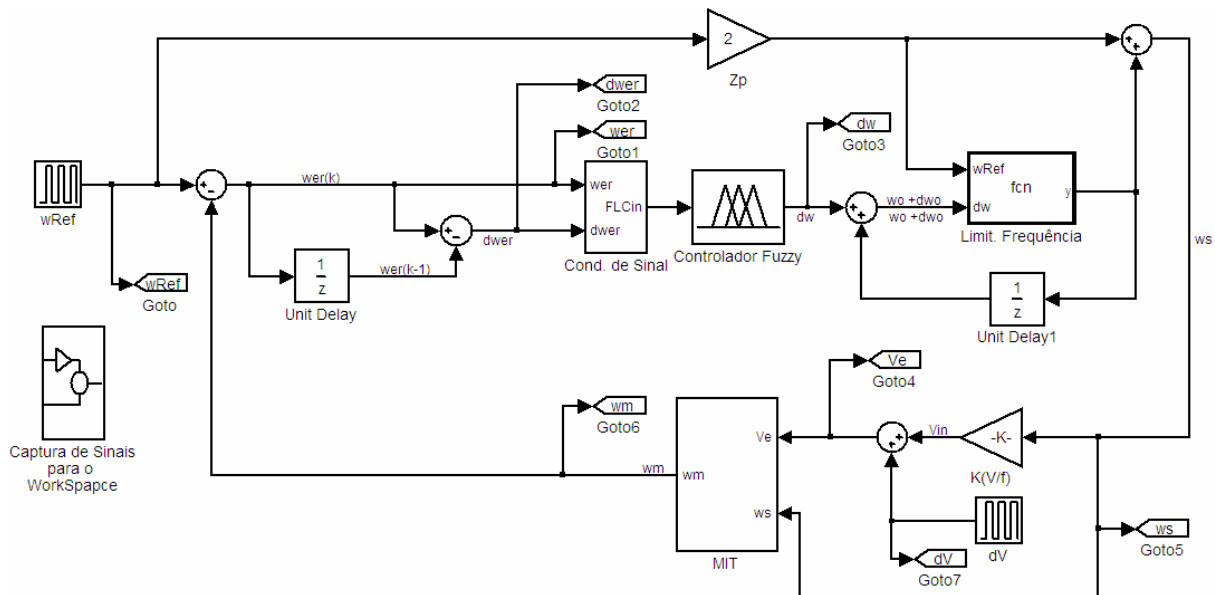 2
Zp
dwer
Goto2
wer
Goto1
dw
Goto3
wRef
fcn
y
dw
Limit. Frequência
wRef
wer(k)
wer
FLCin
dwer
Cond. de Sinal
Controlador Fuzzy
dw
wo +dwo
wo +dwo
ws
dwer
wer(k-1)
1
z
Unit Delay
wRef
Goto
1
z
Unit Delay1
Captura de Sinais
para o
WorkSpapce
Ve
Goto4
wm
Goto6
wm
Ve
wm
ws
MIT
Vin
-K-
K(V/f)
dV
dV
Goto7
ws
Goto5